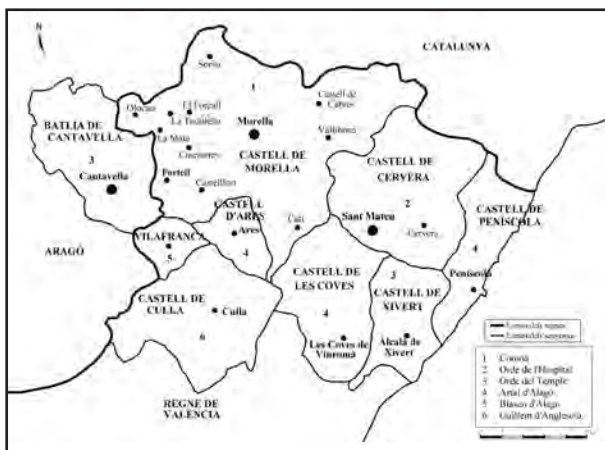 N
CATALUNYA
Sorita
1
Castell de
Cabres
Olocau
El Forcall
La Todolella
Morella
Vallibona
BATLIA DE
CANTAVELLA
La Mata
Cinctorres
CASTELL DE
MORELLA
CASTELL DE
CERVERA
3
Cantavella
Portell
Castellfort
2
CASTELL
D'ARES
Ares
Catí
Sant Mateu
Cervera
CASTELL DE
PENÍSCOLA
VILAFRANCA
ARAGÓ
5
4
CASTELL DE
LES COVES
3
CASTELL DE
XIVERT
4
Peníscola
CASTELL DE
CULLA
Culla
4
6
Les Coves de
Vinromà
Alcalà de
Xivert
REGNE DE
VALÈNCIA
1 Corona
2 Orde de l'Hospital
3 Orde del Temple
4 Artal d'Alagó
5 Blasco d'Alagó
6 Guillem d'Anglesola